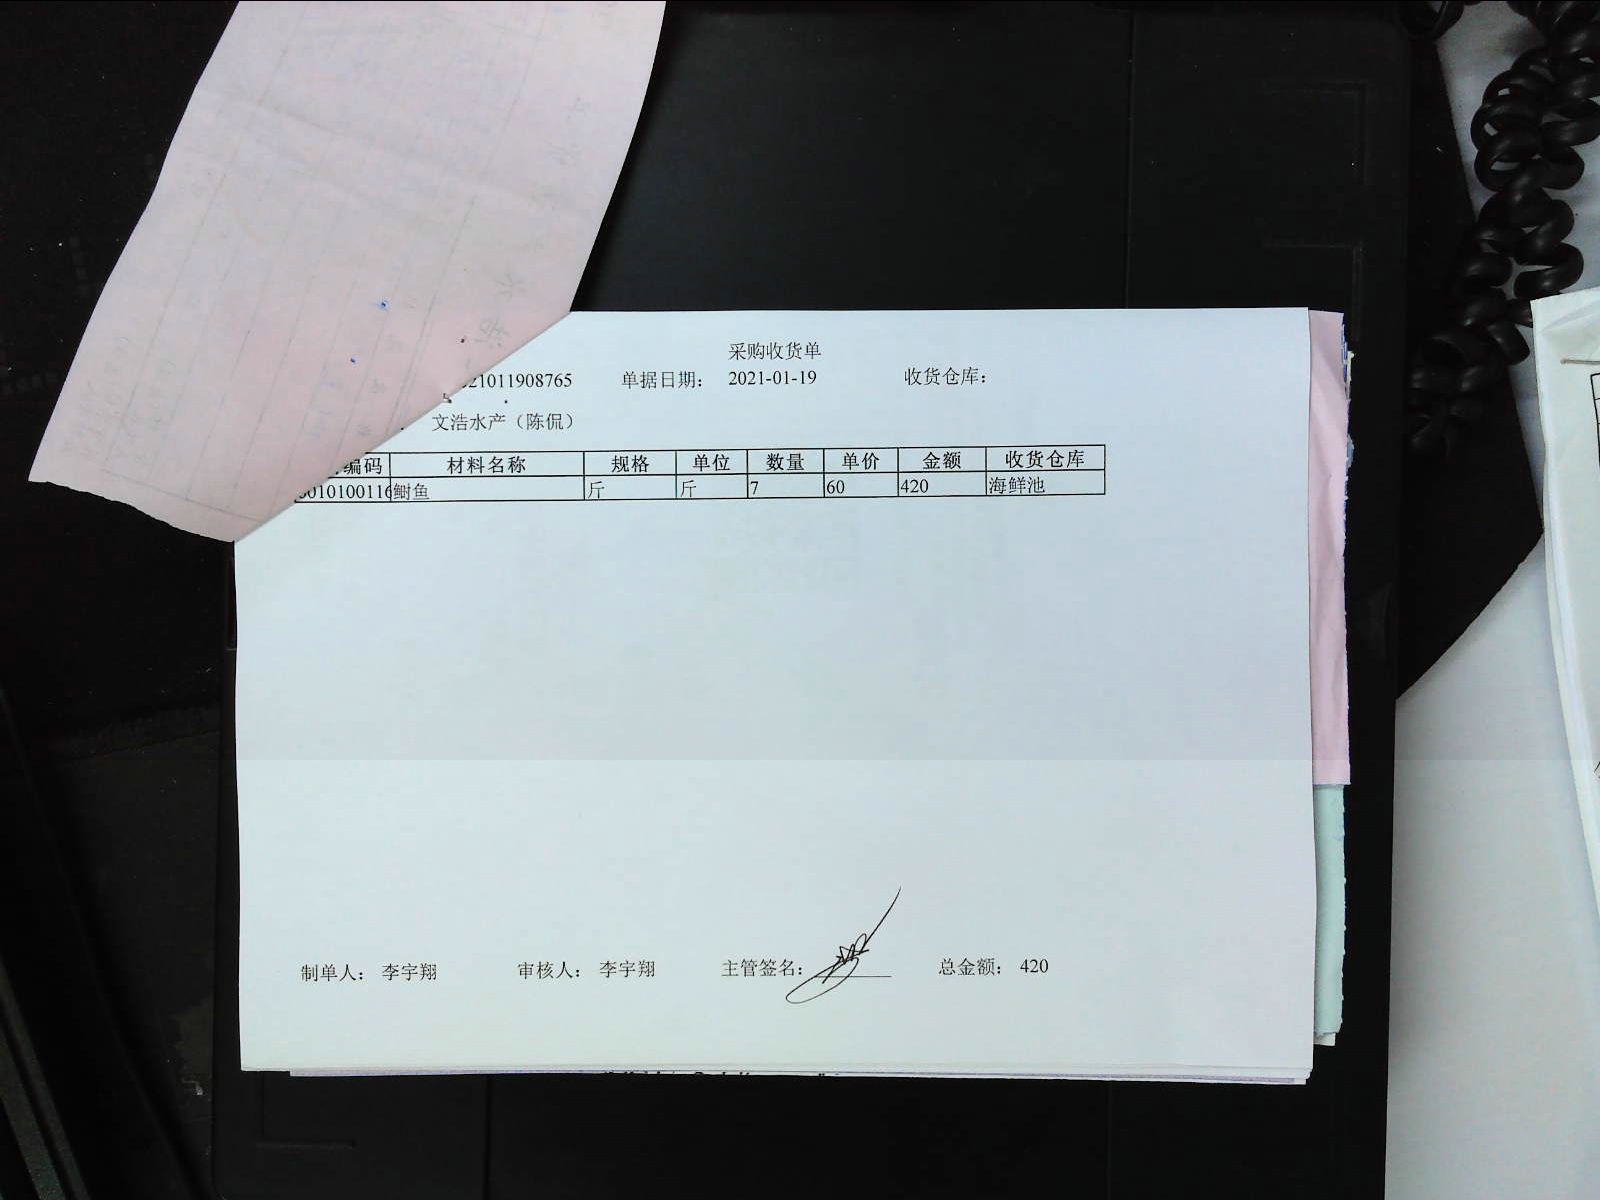 采购收货单
21011908765 单据日期： 2021-01-19 收货仓库：
文浩水产（陈侃）
编码 材料名称 规格 单位 数量 单价 金额 收货仓库
010100116 鲥鱼 斤 斤 7 60 420 海鲜池
制单人： 李宇翔 审核人： 李宇翔 主管签名： 总金额： 420